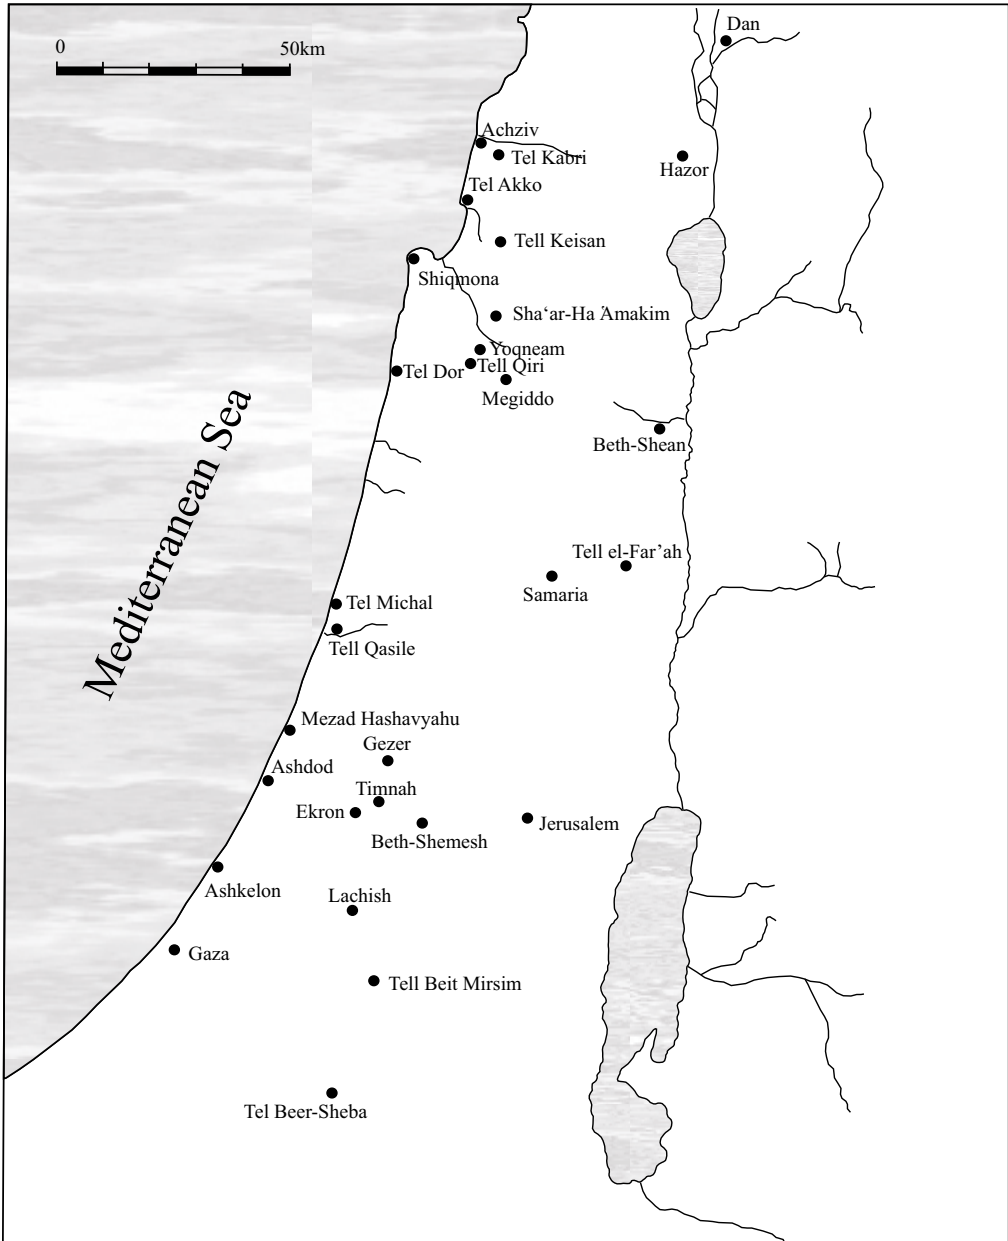 Dan
0 50km
Achziv
Tel Kabri
Hazor
Tel Akko
Tell Keisan
Shiqmona
Sha‘ar-Ha ‘Amakim
Yoqneam
Tell Qiri
Tel Dor
Megiddo
Mediterranean Sea
Beth-Shean
Tell el-Far’ah
Samaria
Tel Michal
Tell Qasile
Mezad Hashavyahu
Gezer
Ashdod
Timnah
Ekron
Jerusalem
Beth-Shemesh
Ashkelon
Lachish
Gaza
Tell Beit Mirsim
Tel Beer-Sheba